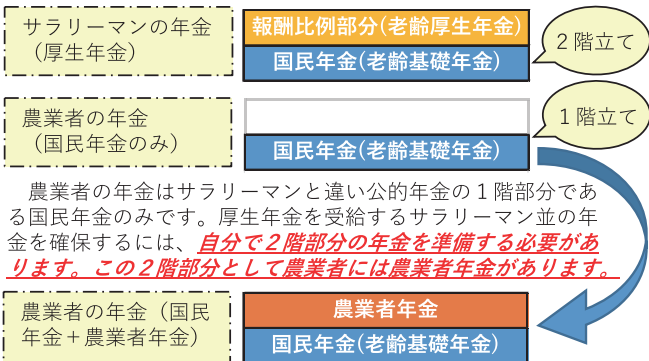 サラリーマンの年金
（厚生年金）
報酬比例部分(老齢厚生年金)
国民年金(老齢基礎年金)
２階立て
農業者の年金
（国民年金のみ）
国民年金(老齢基礎年金)
１階立て
農業者の年金はサラリーマンと違い公的年金の１階部分であ
る国民年金のみです。厚生年金を受給するサラリーマン並の年
金を確保するには、自分で２階部分の年金を準備する必要があ
ります。この２階部分として農業者には農業者年金があります。
農業者の年金（国民
年金＋農業者年金）
農業者年金
国民年金(老齢基礎年金)